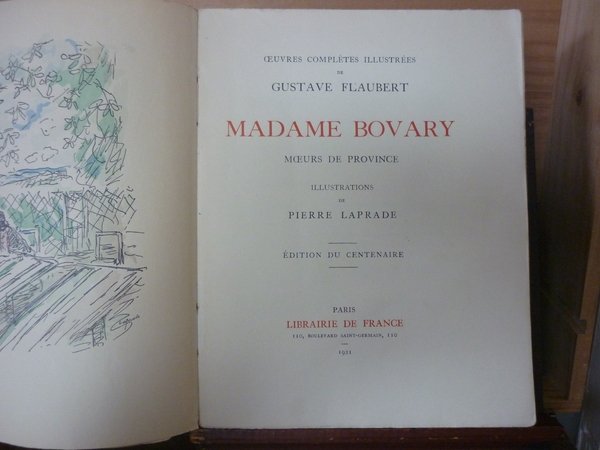 ŒUVRES COMPLÈTES ILLUSTRÉES
DE
GUSTAVE FLAUBERT
MADAME BOVARY
MŒURS DE PROVINCE
ILLUSTRATIONS
DE
PIERRE LAPRADE
ÉDITION DU CENTENAIRE
PARIS
LIBRAIRIE DE FRANCE
110, BOULEVARD SAINT-GERMAIN, 110
1921